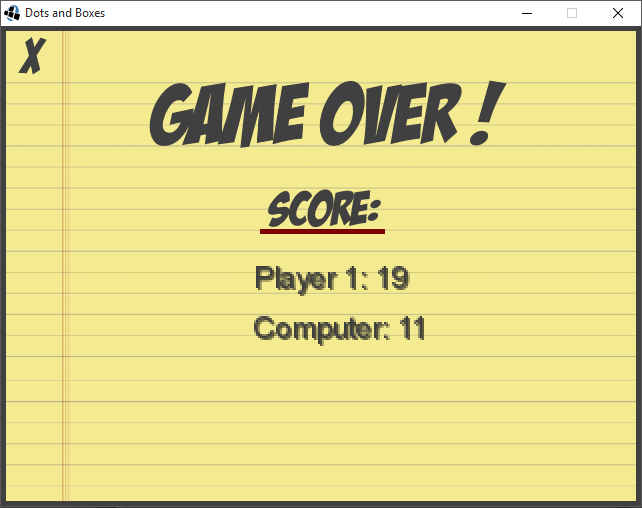 Dots and Boxes
X
GAME OVER !
SCORE:
Player 1: 19
Computer: 11